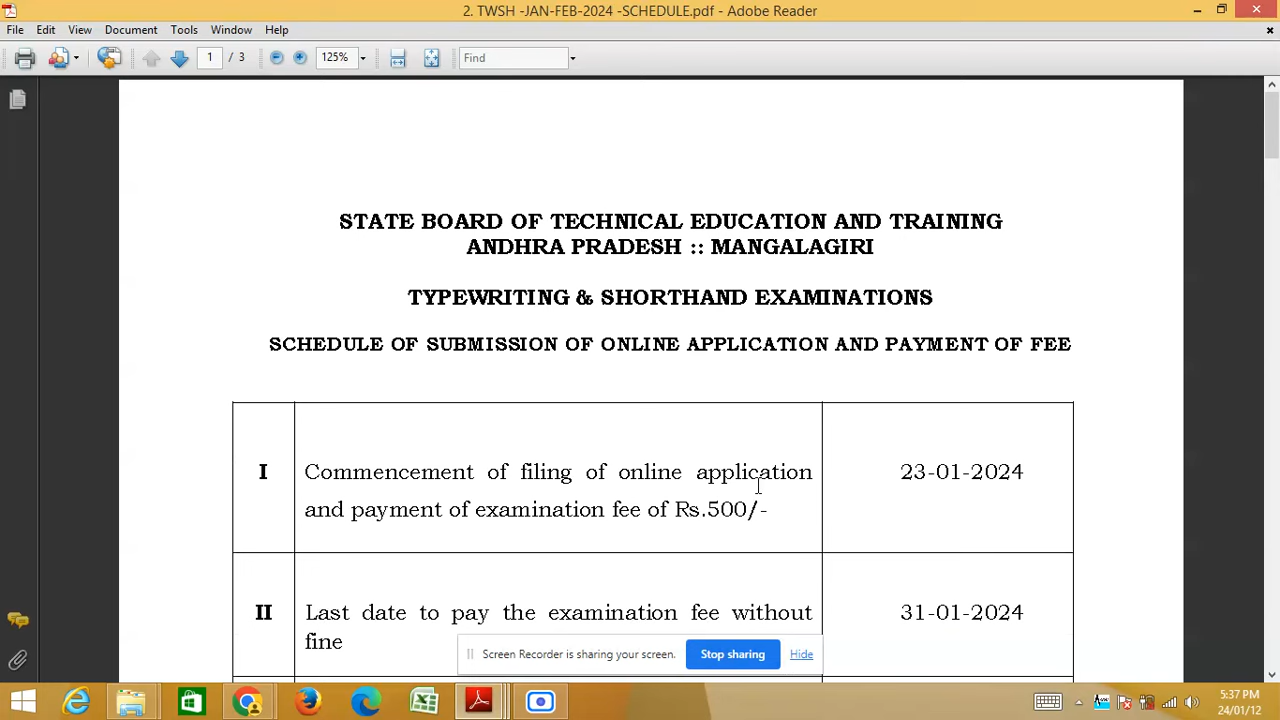 2. TWSH -JAN-FEB-2024 -SCHEDULE.pdf - Adobe Reader
File Edit View Document Tools Window Help
1 / 3 125% Find
STATE BOARD OF TECHNICAL EDUCATION AND TRAINING
ANDHRA PRADESH :: MANGALAGIRI
TYPEWRITING & SHORTHAND EXAMINATIONS
SCHEDULE OF SUBMISSION OF ONLINE APPLICATION AND PAYMENT OF FEE
I Commencement of filing of online application 23-01-2024
and payment of examination fee of Rs.500/-
II Last date to pay the examination fee without 31-01-2024
fine
Screen Recorder is sharing your screen. Stop sharing Hide
5:37 PM
24/01/12